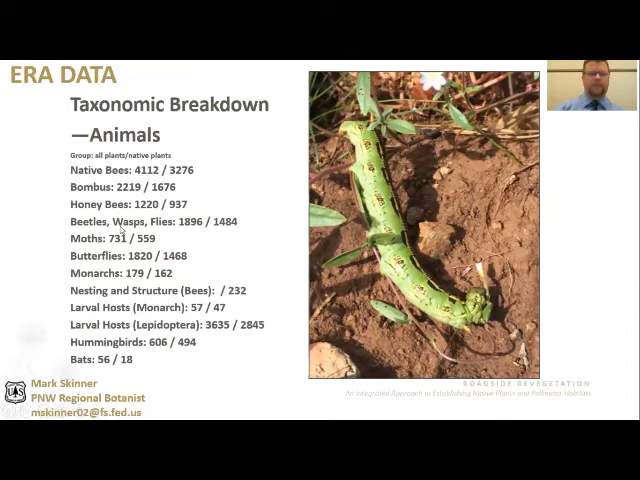 ERA DATA
Taxonomic Breakdown
—Animals
Group: all plants/native plants
Native Bees: 4112 / 3276
Bombus: 2219 / 1676
Honey Bees: 1220 / 937
Beetles, Wasps, Flies: 1896 / 1484
Moths: 731 / 559
Butterflies: 1820 / 1468
Monarchs: 179 / 162
Nesting and Structure (Bees): / 232
Larval Hosts (Monarch): 57 / 47
Larval Hosts (Lepidoptera): 3635 / 2845
Hummingbirds: 606 / 494
Bats: 56 / 18
Mark Skinner
PNW Regional Botanist
mskinner02@fs.fed.us
ROADSIDE REVEGETATION
An Integrated Approach to Establishing Native Plants and Pollinator Habitats